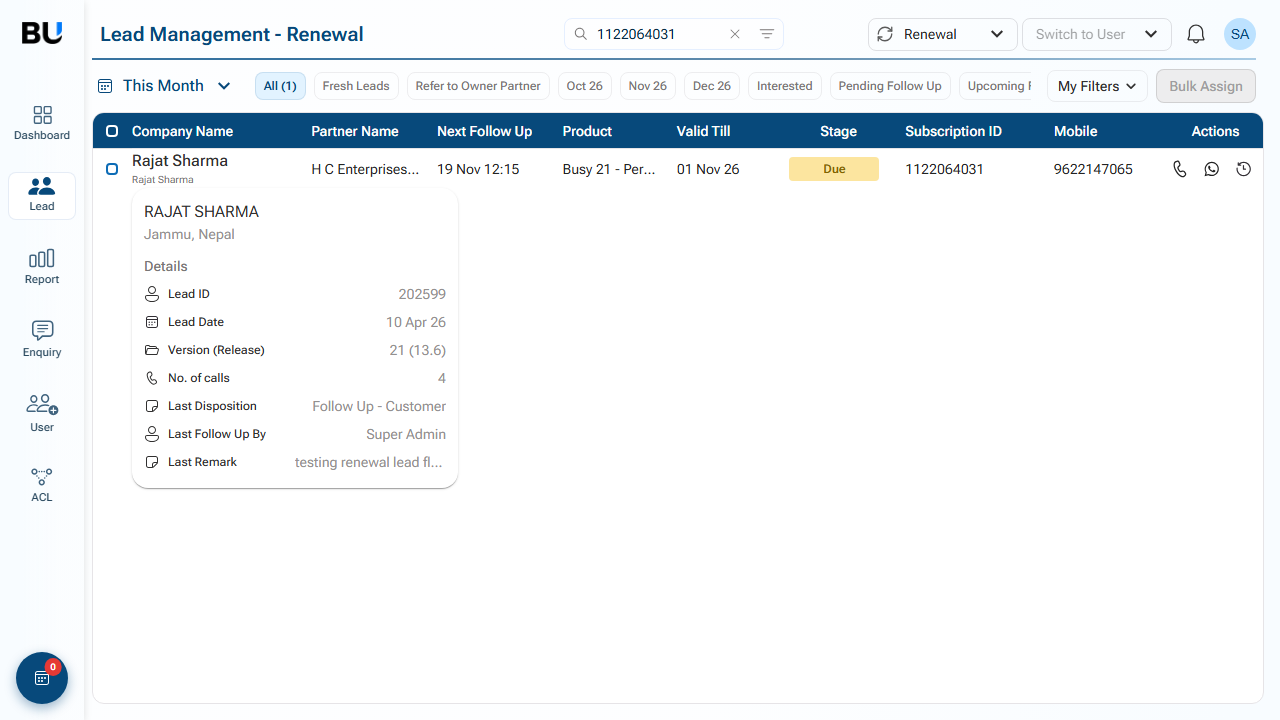 BU
Lead Management - Renewal
1122064031
Renewal
Switch to User
SA
This Month
All (1)
Fresh Leads
Refer to Owner Partner
Oct 26
Nov 26
Dec 26
Interested
Pending Follow Up
Upcoming F
My Filters
Bulk Assign
Dashboard
Lead
Report
Enquiry
User
ACL
0
Company Name Partner Name Next Follow Up Product Valid Till Stage Subscription ID Mobile Actions
Rajat Sharma H C Enterprises... 19 Nov 12:15 Busy 21 - Per... 01 Nov 26 Due 1122064031 9622147065
Rajat Sharma
RAJAT SHARMA
Jammu, Nepal
Details
Lead ID 202599
Lead Date 10 Apr 26
Version (Release) 21 (13.6)
No. of calls 4
Last Disposition Follow Up - Customer
Last Follow Up By Super Admin
Last Remark testing renewal lead fl...